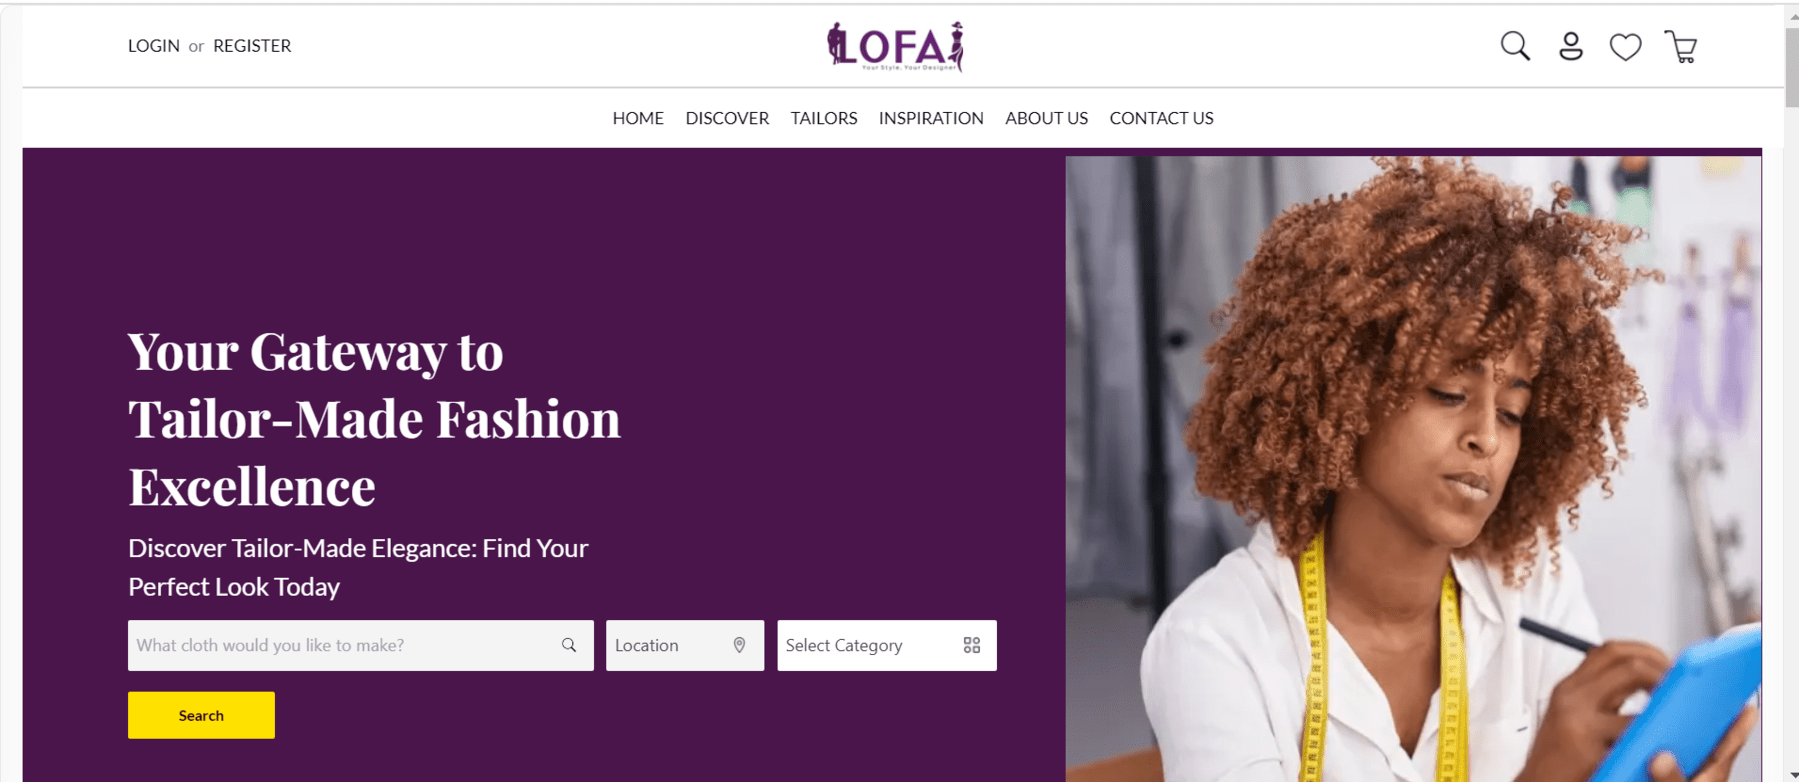 LOGIN or REGISTER
LOFA
Your Style, Your Designer
HOME DISCOVER TAILORS INSPIRATION ABOUT US CONTACT US
Your Gateway to
Tailor-Made Fashion
Excellence
Discover Tailor-Made Elegance: Find Your
Perfect Look Today
What cloth would you like to make? Location Select Category
Search